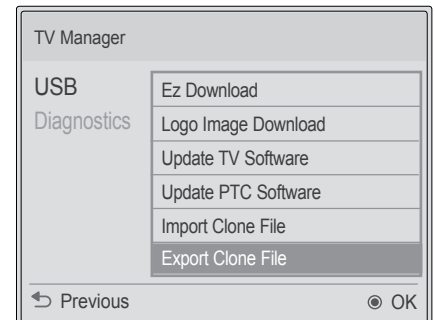 TV Manager
USB
Diagnostics
Ez Download
Logo Image Download
Update TV Software
Update PTC Software
Import Clone File
Export Clone File
Previous
OK